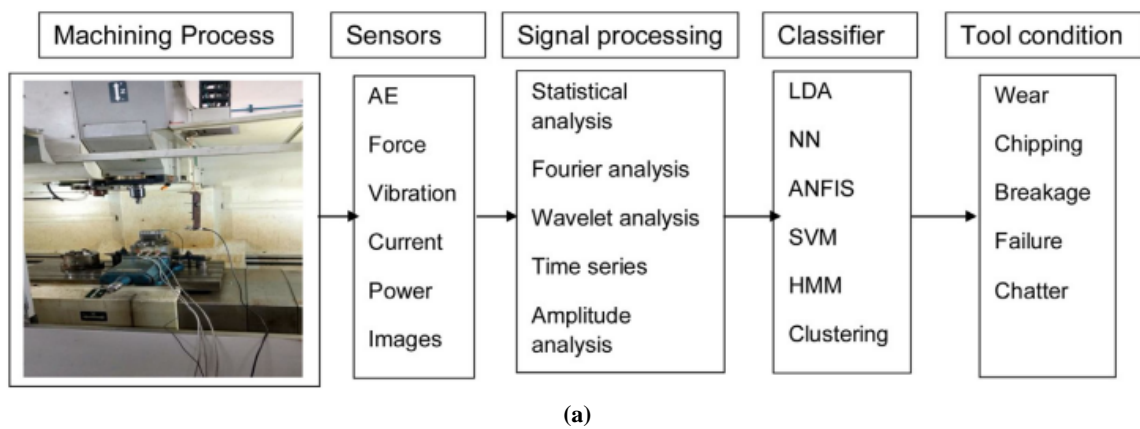 Machining Process
Sensors
Signal processing
Classifier
Tool condition
AE
Force
Vibration
Current
Power
Images
Statistical
analysis
Fourier analysis
Wavelet analysis
Time series
Amplitude
analysis
LDA
NN
ANFIS
SVM
HMM
Clustering
Wear
Chipping
Breakage
Failure
Chatter
(a)